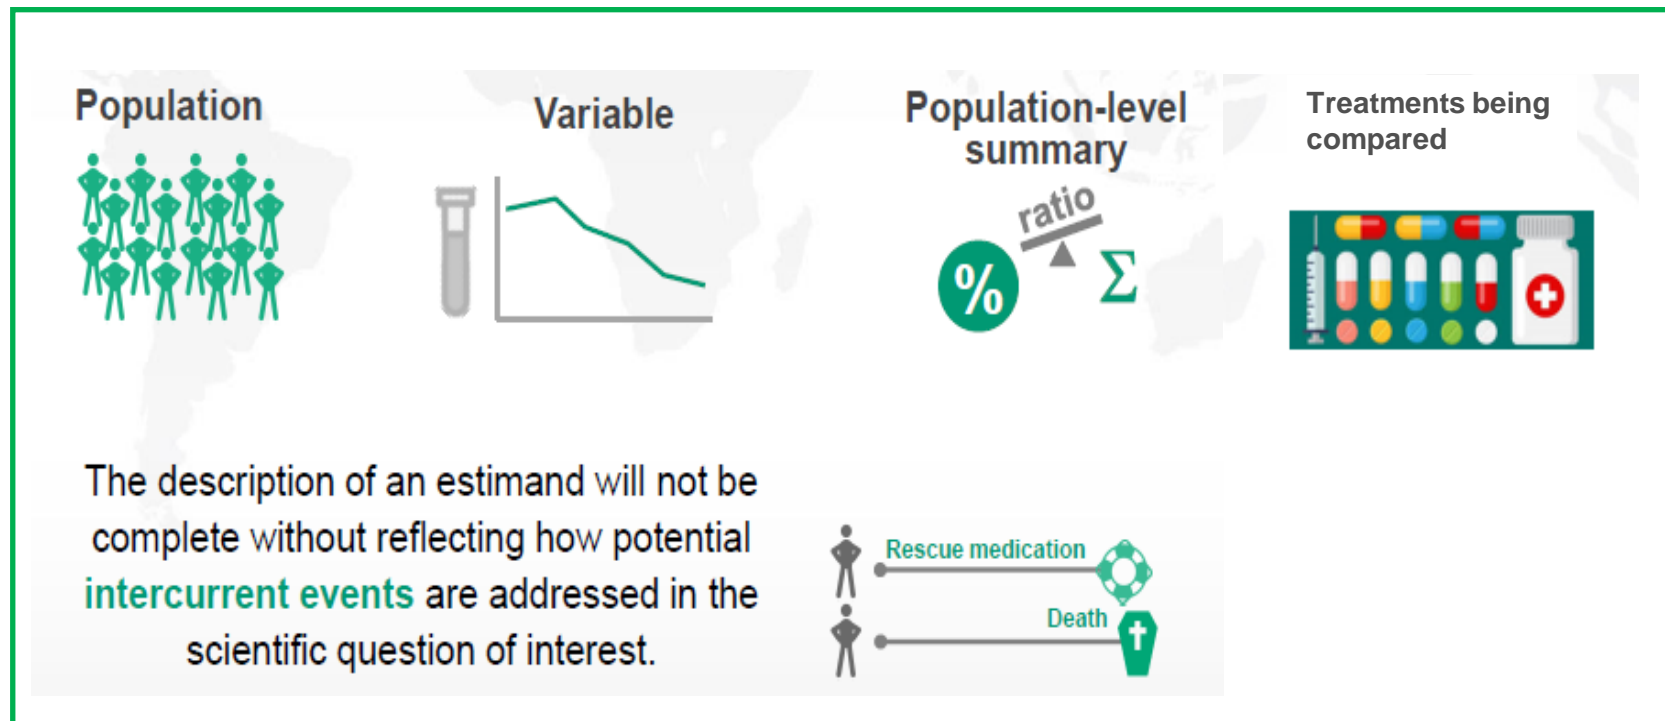 Population
Variable
Population-level
summary
Treatments being
compared
ratio
%
Σ
The description of an estimand will not be
complete without reflecting how potential
intercurrent events are addressed in the
scientific question of interest.
Rescue medication
Death